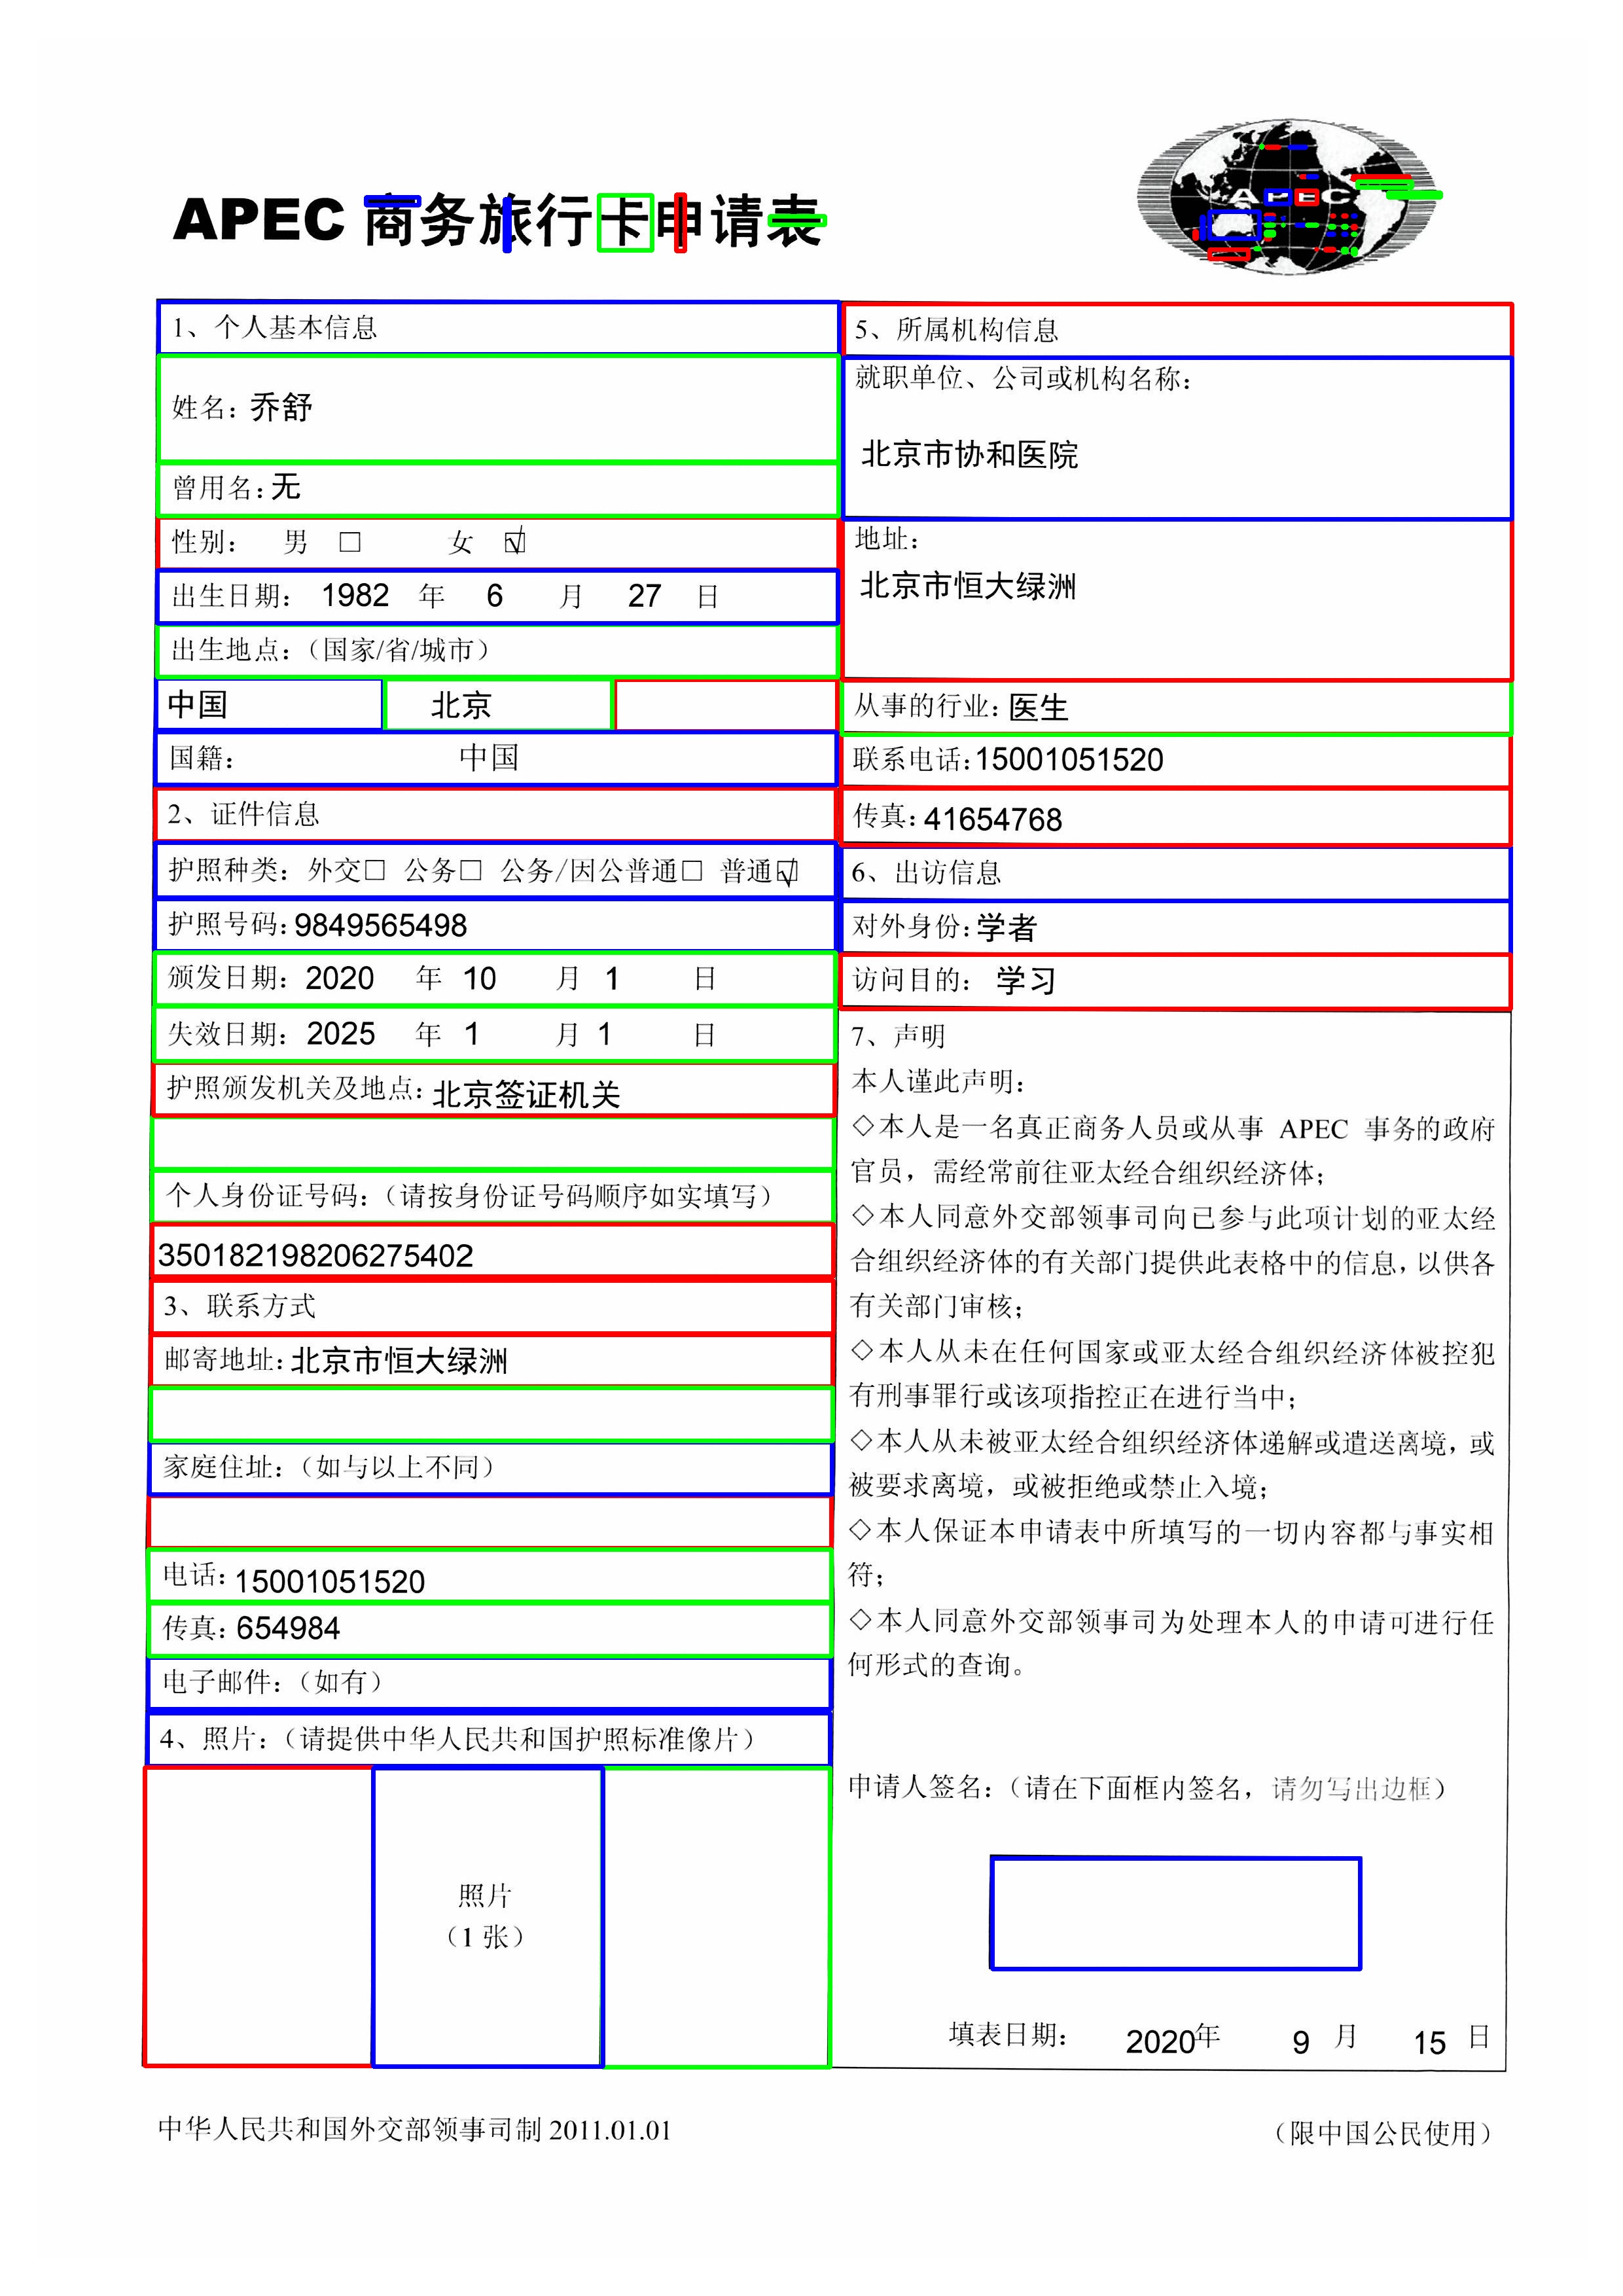 APEC 商务旅行卡申请表
APEC
1、个人基本信息
姓名：乔舒
曾用名：无
性别： 男 □ 女 ☑
出生日期： 1982 年 6 月 27 日
出生地点：（国家/省/城市）
中国 北京
国籍： 中国
2、证件信息
护照种类：外交□ 公务□ 公务/因公普通□ 普通☑
护照号码：9849565498
颁发日期：2020 年 10 月 1 日
失效日期：2025 年 1 月 1 日
护照颁发机关及地点：北京签证机关
个人身份证号码：（请按身份证号码顺序如实填写）
350182198206275402
3、联系方式
邮寄地址：北京市恒大绿洲
家庭住址：（如与以上不同）
电话：15001051520
传真：654984
电子邮件：（如有）
4、照片：（请提供中华人民共和国护照标准像片）
照片
（1 张）
5、所属机构信息
就职单位、公司或机构名称：
北京市协和医院
地址：
北京市恒大绿洲
从事的行业：医生
联系电话：15001051520
传真：41654768
6、出访信息
对外身份：学者
访问目的： 学习
7、声明
本人谨此声明：
◇本人是一名真正商务人员或从事 APEC 事务的政府
官员，需经常前往亚太经合组织经济体；
◇本人同意外交部领事司向已参与此项计划的亚太经
合组织经济体的有关部门提供此表格中的信息，以供各
有关部门审核；
◇本人从未在任何国家或亚太经合组织经济体被控犯
有刑事罪行或该项指控正在进行当中；
◇本人从未被亚太经合组织经济体递解或遣送离境，或
被要求离境，或被拒绝或禁止入境；
◇本人保证本申请表中所填写的一切内容都与事实相
符；
◇本人同意外交部领事司为处理本人的申请可进行任
何形式的查询。
申请人签名：（请在下面框内签名，请勿写出边框）
填表日期： 2020年 9 月 15 日
中华人民共和国外交部领事司制 2011.01.01
（限中国公民使用）